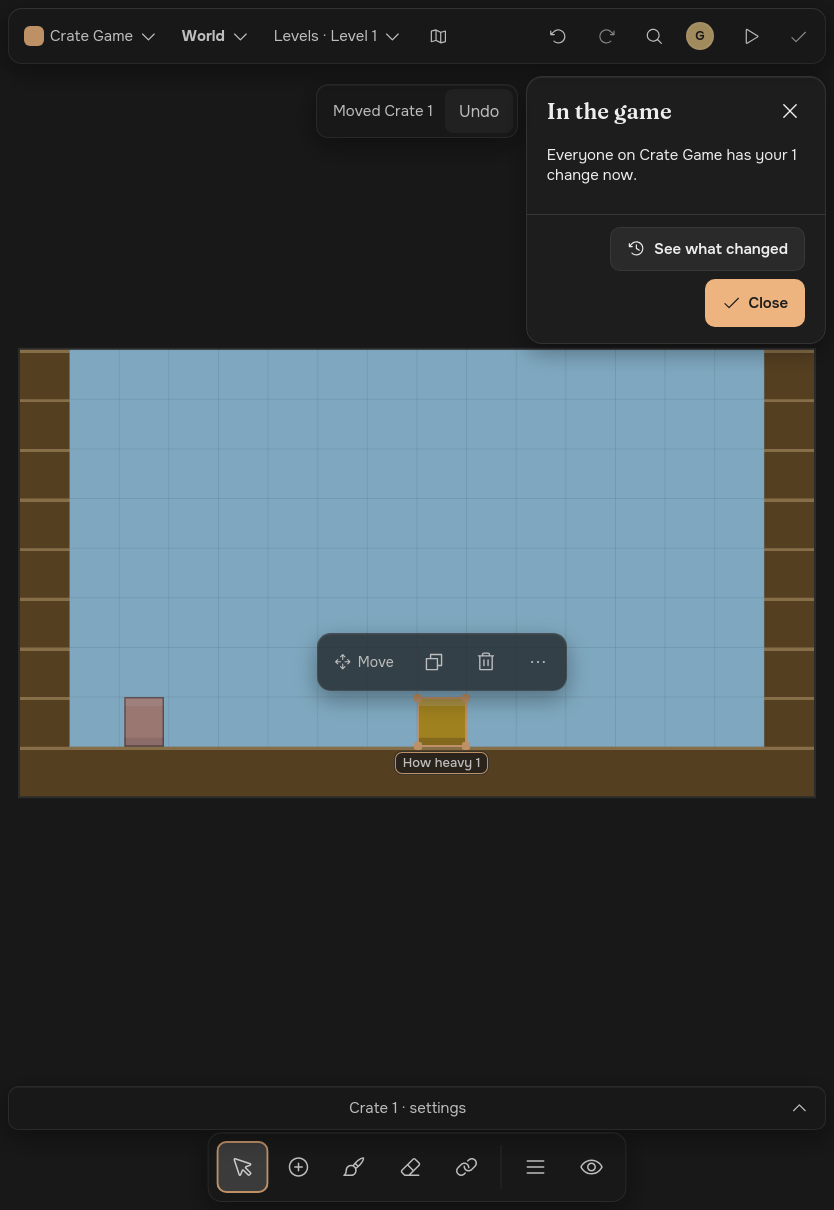 Crate Game
World
Levels · Level 1
G
Moved Crate 1
Undo
In the game
Everyone on Crate Game has your 1
change now.
See what changed
Close
Move
How heavy 1
Crate 1 · settings